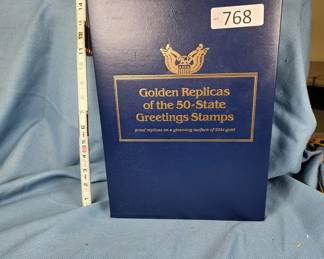 768
Golden Replicas
of the 50-State
Greetings Stamps
proof replicas on a gleaming surface of 22kt gold